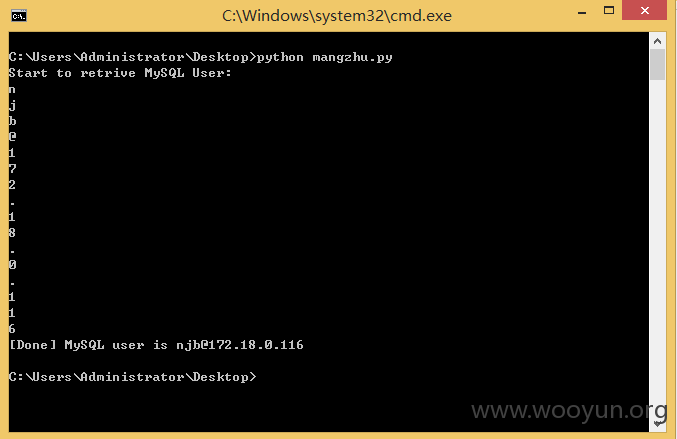 C:\Windows\system32\cmd.exe
C:\Users\Administrator\Desktop>python mangzhu.py
Start to retrive MySQL User:
n
j
b
@
1
7
2
.
1
8
.
0
.
1
1
6
[Done] MySQL user is njb@172.18.0.116
C:\Users\Administrator\Desktop>
www.wooyun.org